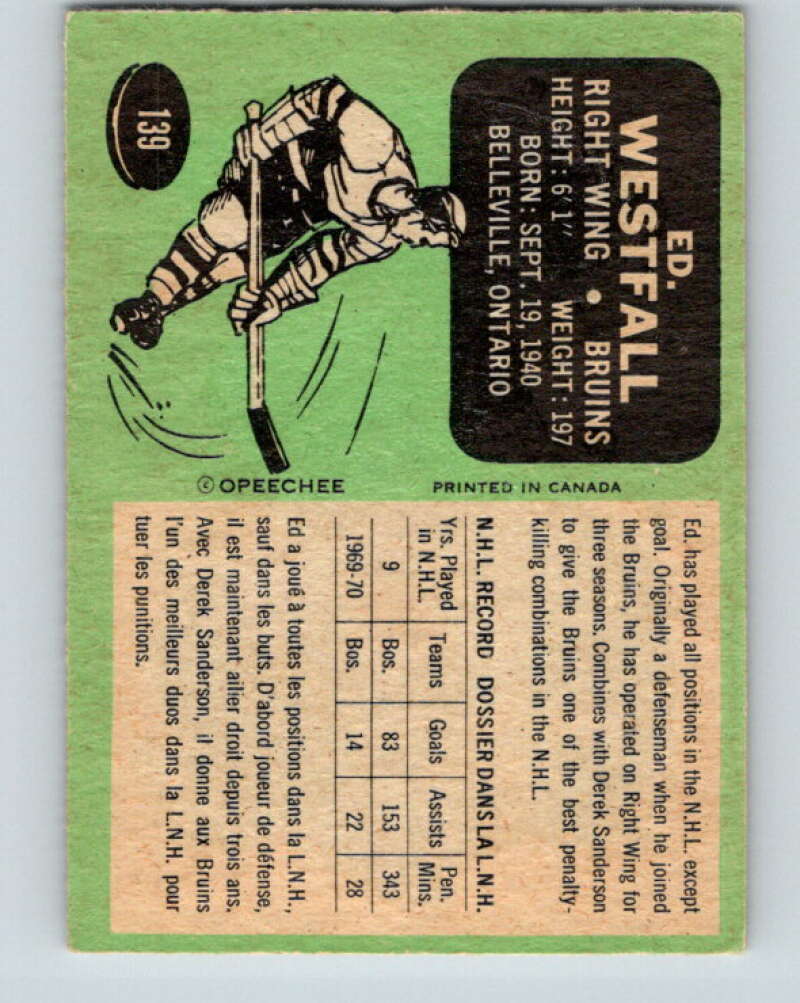 139
ED.
WESTFALL
RIGHT WING • BRUINS
HEIGHT: 6'1" WEIGHT: 197
BORN: SEPT. 19, 1940
BELLEVILLE, ONTARIO
© OPEECHEE PRINTED IN CANADA
Ed. has played all positions in the N.H.L. except
goal. Originally a defenseman when he joined
the Bruins, he has operated on Right Wing for
three seasons. Combines with Derek Sanderson
to give the Bruins one of the best penalty-
killing combinations in the N.H.L.
N.H.L. RECORD DOSSIER DANS LA L.N.H.
Yrs. Played in N.H.L. Teams Goals Assists Pen. Mins.
9 Bos. 83 153 343
1969-70 Bos. 14 22 28
Ed a joué à toutes les positions dans la L.N.H.,
sauf dans les buts. D'abord joueur de défense,
il est maintenant ailier droit depuis trois ans.
Avec Derek Sanderson, il donne aux Bruins
l'un des meilleurs duos dans la L.N.H. pour
tuer les punitions.